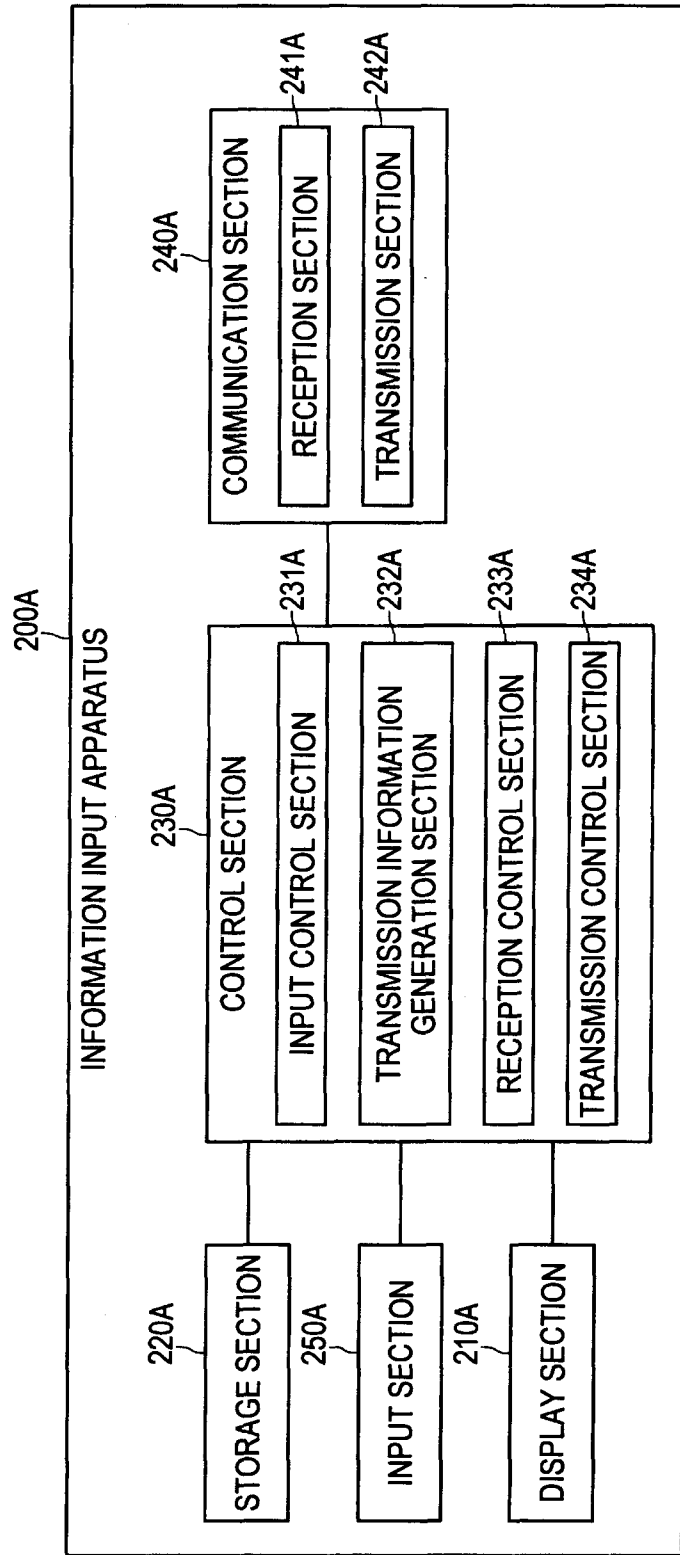 200A
INFORMATION INPUT APPARATUS
220A
STORAGE SECTION
250A
INPUT SECTION
210A
DISPLAY SECTION
230A
CONTROL SECTION
INPUT CONTROL SECTION
231A
TRANSMISSION INFORMATION
GENERATION SECTION
232A
RECEPTION CONTROL SECTION
233A
TRANSMISSION CONTROL SECTION
234A
240A
COMMUNICATION SECTION
RECEPTION SECTION
241A
TRANSMISSION SECTION
242A